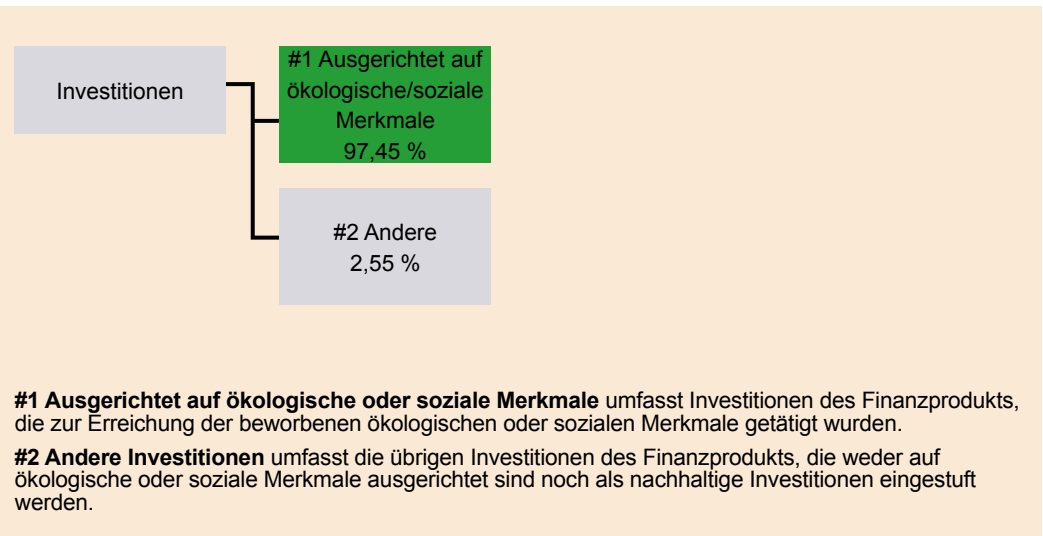 Investitionen
#1 Ausgerichtet auf
ökologische/soziale
Merkmale
97,45 %
#2 Andere
2,55 %
#1 Ausgerichtet auf ökologische oder soziale Merkmale umfasst Investitionen des Finanzprodukts,
die zur Erreichung der beworbenen ökologischen oder sozialen Merkmale getätigt wurden.
#2 Andere Investitionen umfasst die übrigen Investitionen des Finanzprodukts, die weder auf
ökologische oder soziale Merkmale ausgerichtet sind noch als nachhaltige Investitionen eingestuft
werden.